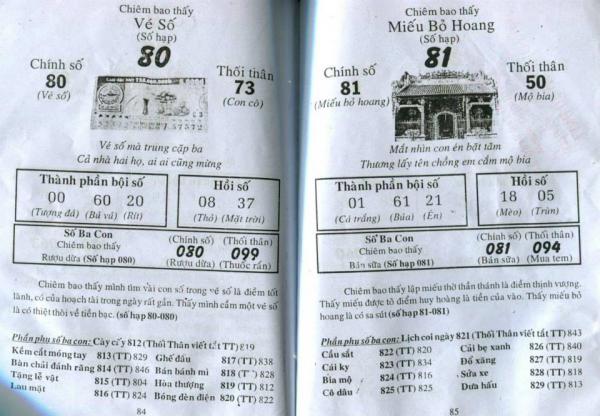 Chiêm bao thấy
Vé Số
(Số hạp)
80
Chính số
80
(Vé số)
Thối thân
73
(Con cò)
Vé số mà trung cặp ba
Cả nhà hai họ, ai ai cũng mừng
Thành phần bội số
00 60 20
(Tượng đá) (Bả vú) (Rít)
Hồi số
08 37
(Thỏ) (Mặt trời)
Số Ba Con
Chiêm bao thấy
Rượu dừa (Số hạp 080)
(Chính số) (Thối thân)
080 099
(Rượu dừa) (Thuốc rắn)
Chiêm bao thấy mình tìm vài con số trong vé số là điểm tốt
lành, có của hoạch tài trong ngày rất gần. Thấy mình cầm một vé số
là có thiệt thòi về tiền bạc. (số hạp 80-080)
Phần phụ số ba con: Cày cấy 812 (Thối Thân viết tắt TT) 819
Kềm cắt móng tay 813 (TT) 829 Ghế đẩu 817 (TT) 838
Bàn chải đánh răng 814 (TT) 846 Bán bánh mì 818 828
Tặng lễ vật 815 (TT) 804 Hòa thượng 819 (TT) 812
Lau mặt 816 (TT) 824 Bóng đèn điện 820 (TT) 822
84
Chiêm bao thấy
Miếu Bỏ Hoang
(Số hạp)
81
Chính số
81
(Miếu bỏ hoang)
Thối thân
50
(Mộ bia)
Mắt nhìn con én bặt tăm
Thương lấy tên chồng em cắm mộ bia
Thành phần bội số
01 61 21
(Cá trắng) (Búa) (Én)
Hồi số
18 05
(Mèo) (Trùn)
Số Ba Con
Chiêm bao thấy
Bán sữa (Số hạp 081)
(Chính số) (Thối thân)
081 094
(Bán sữa) (Mua tem)
Chiêm bao thấy lập miếu thờ thần thánh là điềm thịnh vượng.
Thấy miếu được tô điểm huy hoàng là tiền của vào. Thấy miếu bỏ
hoang là có sa sút (số hạp 81-081)
Phần phụ số ba con: Lịch coi ngày 821 (Thối Thân viết tắt TT) 843
Cầu sắt 822 (TT) 820 Cải bẹ xanh 826 (TT) 840
Cái ky 823 (TT) 834 Đổ xăng 827 (TT) 819
Bia mộ 824 (TT) 816 Sửa xe 828 (TT) 818
Cô dâu 825 (TT) 825 Dưa hấu 829 (TT) 813
85